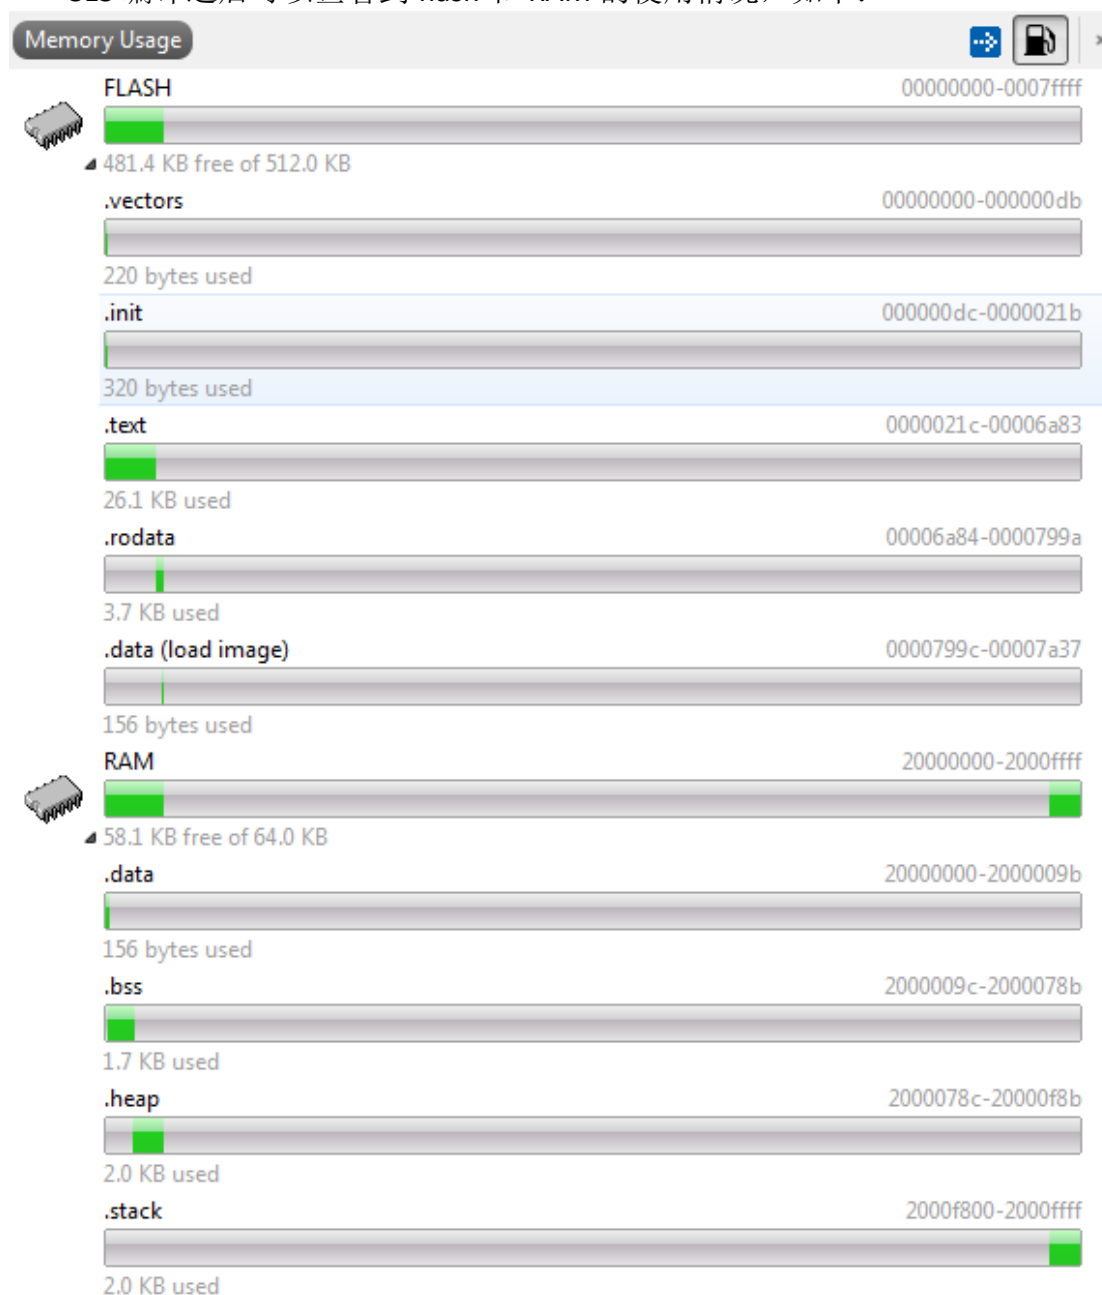 Memory Usage
FLASH 00000000-0007ffff
481.4 KB free of 512.0 KB
.vectors 00000000-000000db
220 bytes used
.init 000000dc-0000021b
320 bytes used
.text 0000021c-00006a83
26.1 KB used
.rodata 00006a84-0000799a
3.7 KB used
.data (load image) 0000799c-00007a37
156 bytes used
RAM 20000000-2000ffff
58.1 KB free of 64.0 KB
.data 20000000-2000009b
156 bytes used
.bss 2000009c-2000078b
1.7 KB used
.heap 2000078c-20000f8b
2.0 KB used
.stack 2000f800-2000ffff
2.0 KB used